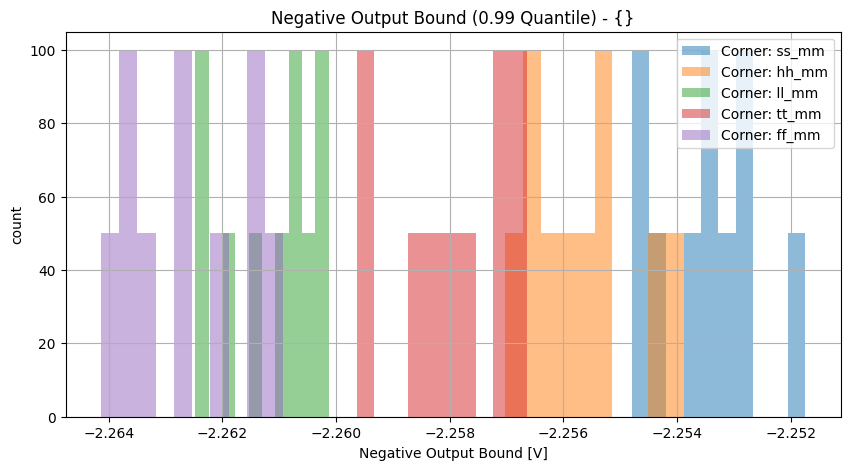 Negative Output Bound (0.99 Quantile) - {}
Corner: ss_mm
Corner: hh_mm
Corner: ll_mm
Corner: tt_mm
Corner: ff_mm
count
100
80
60
40
20
0
−2.264 −2.262 −2.260 −2.258 −2.256 −2.254 −2.252
Negative Output Bound [V]